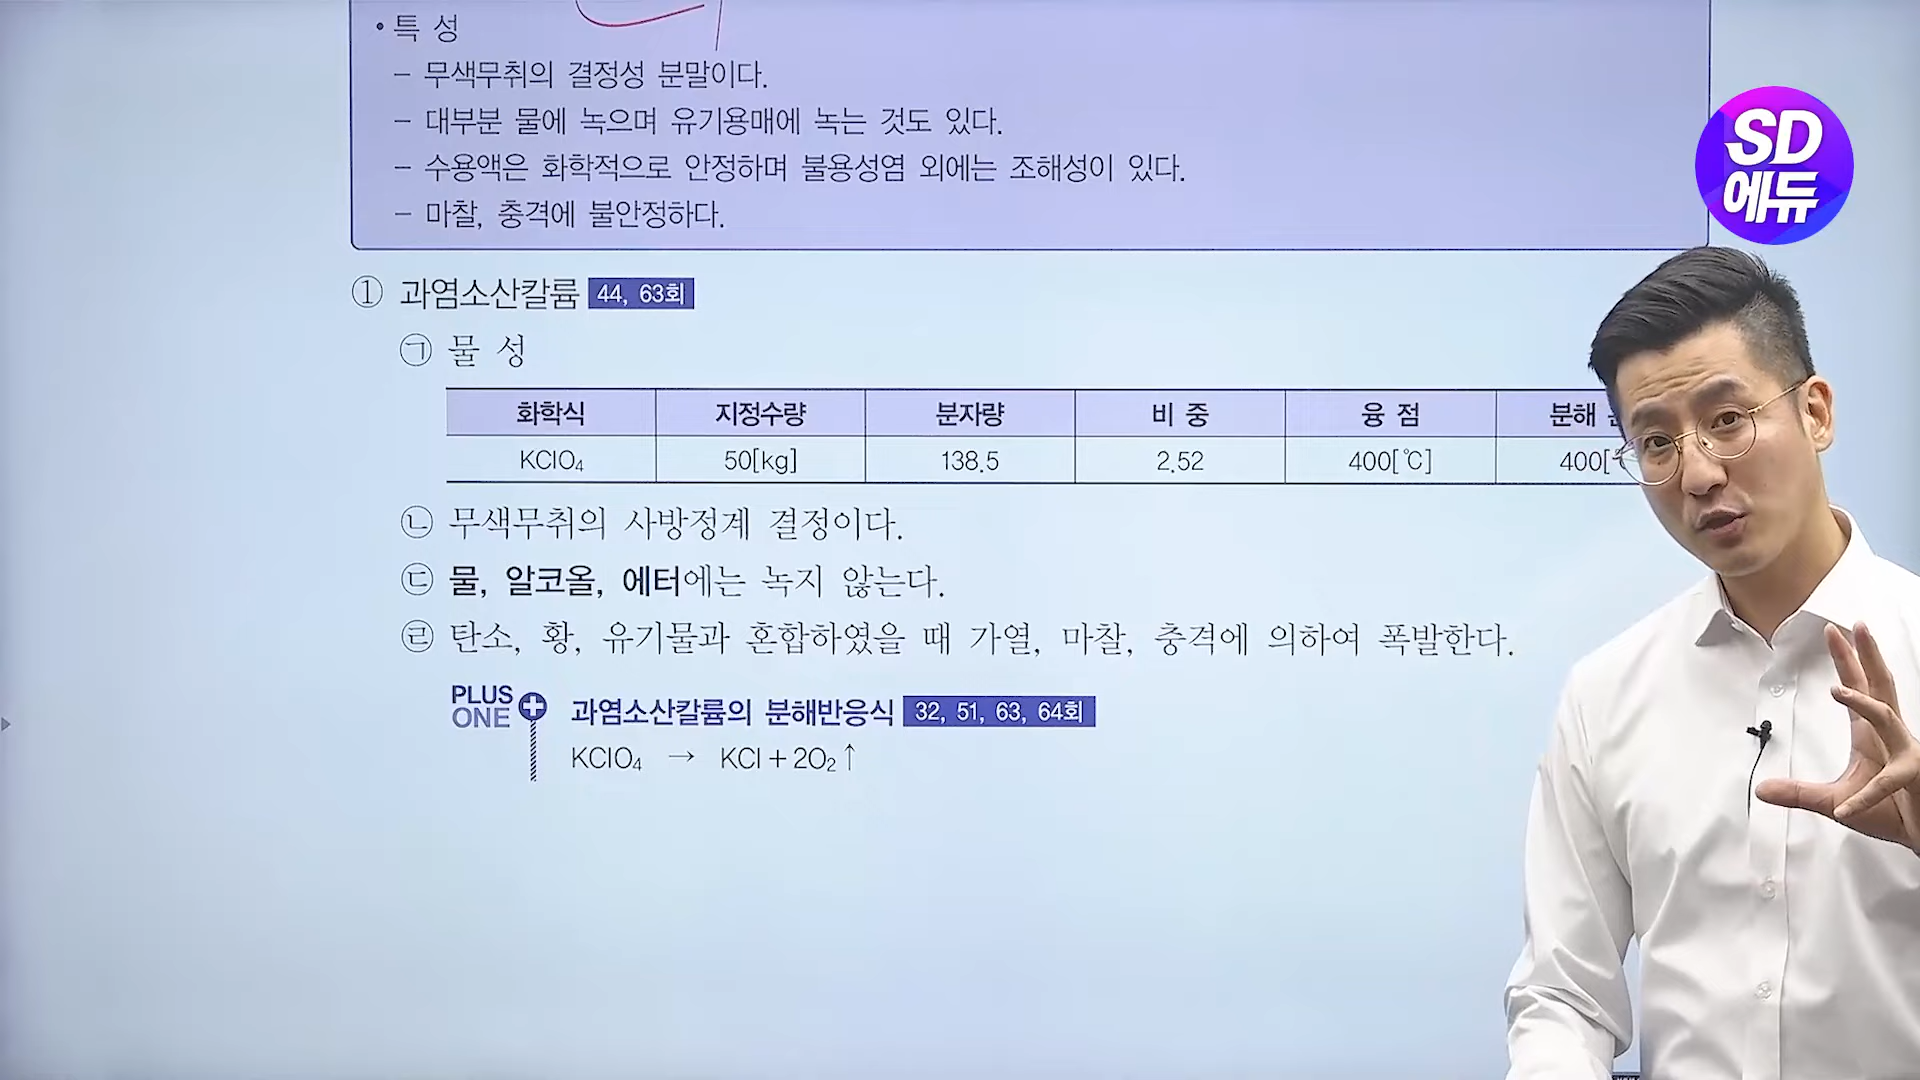 • 특 성
– 무색무취의 결정성 분말이다.
– 대부분 물에 녹으며 유기용매에 녹는 것도 있다.
– 수용액은 화학적으로 안정하며 불용성염 외에는 조해성이 있다.
– 마찰, 충격에 불안정하다.
SD
에듀
① 과염소산칼륨 44, 63회
㉠ 물 성
화학식 지정수량 분자량 비 중 융 점 분해
KClO₄ 50[kg] 138.5 2.52 400[℃] 400[
㉡ 무색무취의 사방정계 결정이다.
㉢ 물, 알코올, 에터에는 녹지 않는다.
㉣ 탄소, 황, 유기물과 혼합하였을 때 가열, 마찰, 충격에 의하여 폭발한다.
PLUS ONE 과염소산칼륨의 분해반응식 32, 51, 63, 64회
KClO₄ → KCl + 2O₂↑